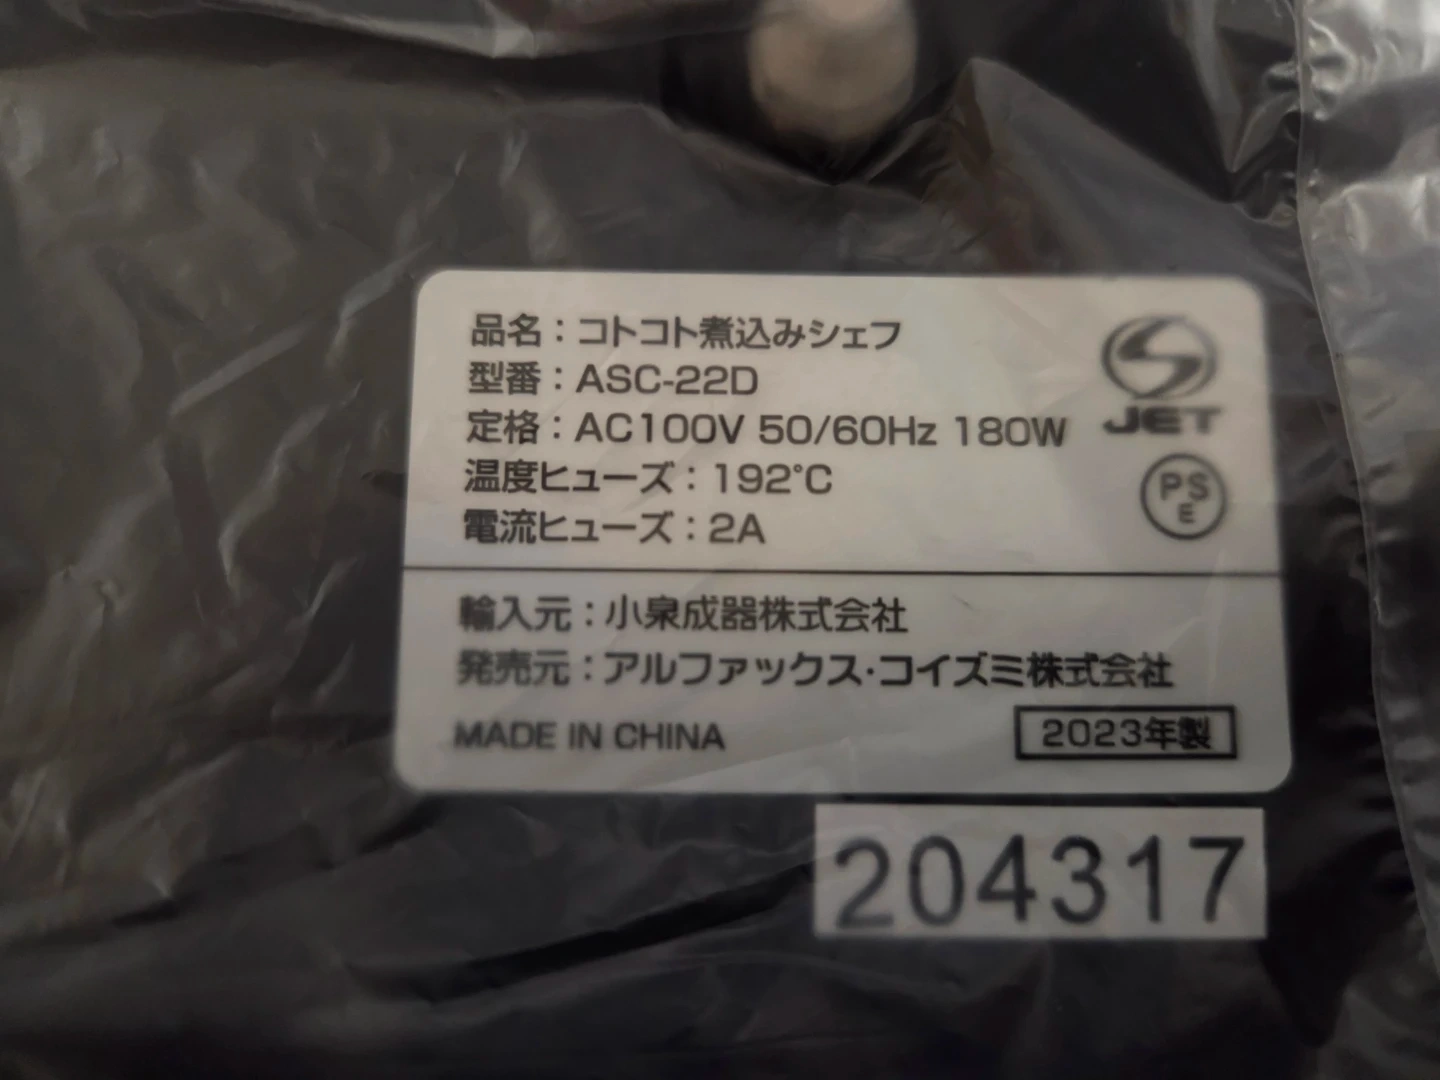 品名：コトコト煮込みシェフ
型番：ASC-22D
定格：AC100V 50/60Hz 180W
温度ヒューズ：192°C
電流ヒューズ：2A
JET
PS
E
輸入元：小泉成器株式会社
発売元：アルファックス・コイズミ株式会社
MADE IN CHINA
2023年製
204317